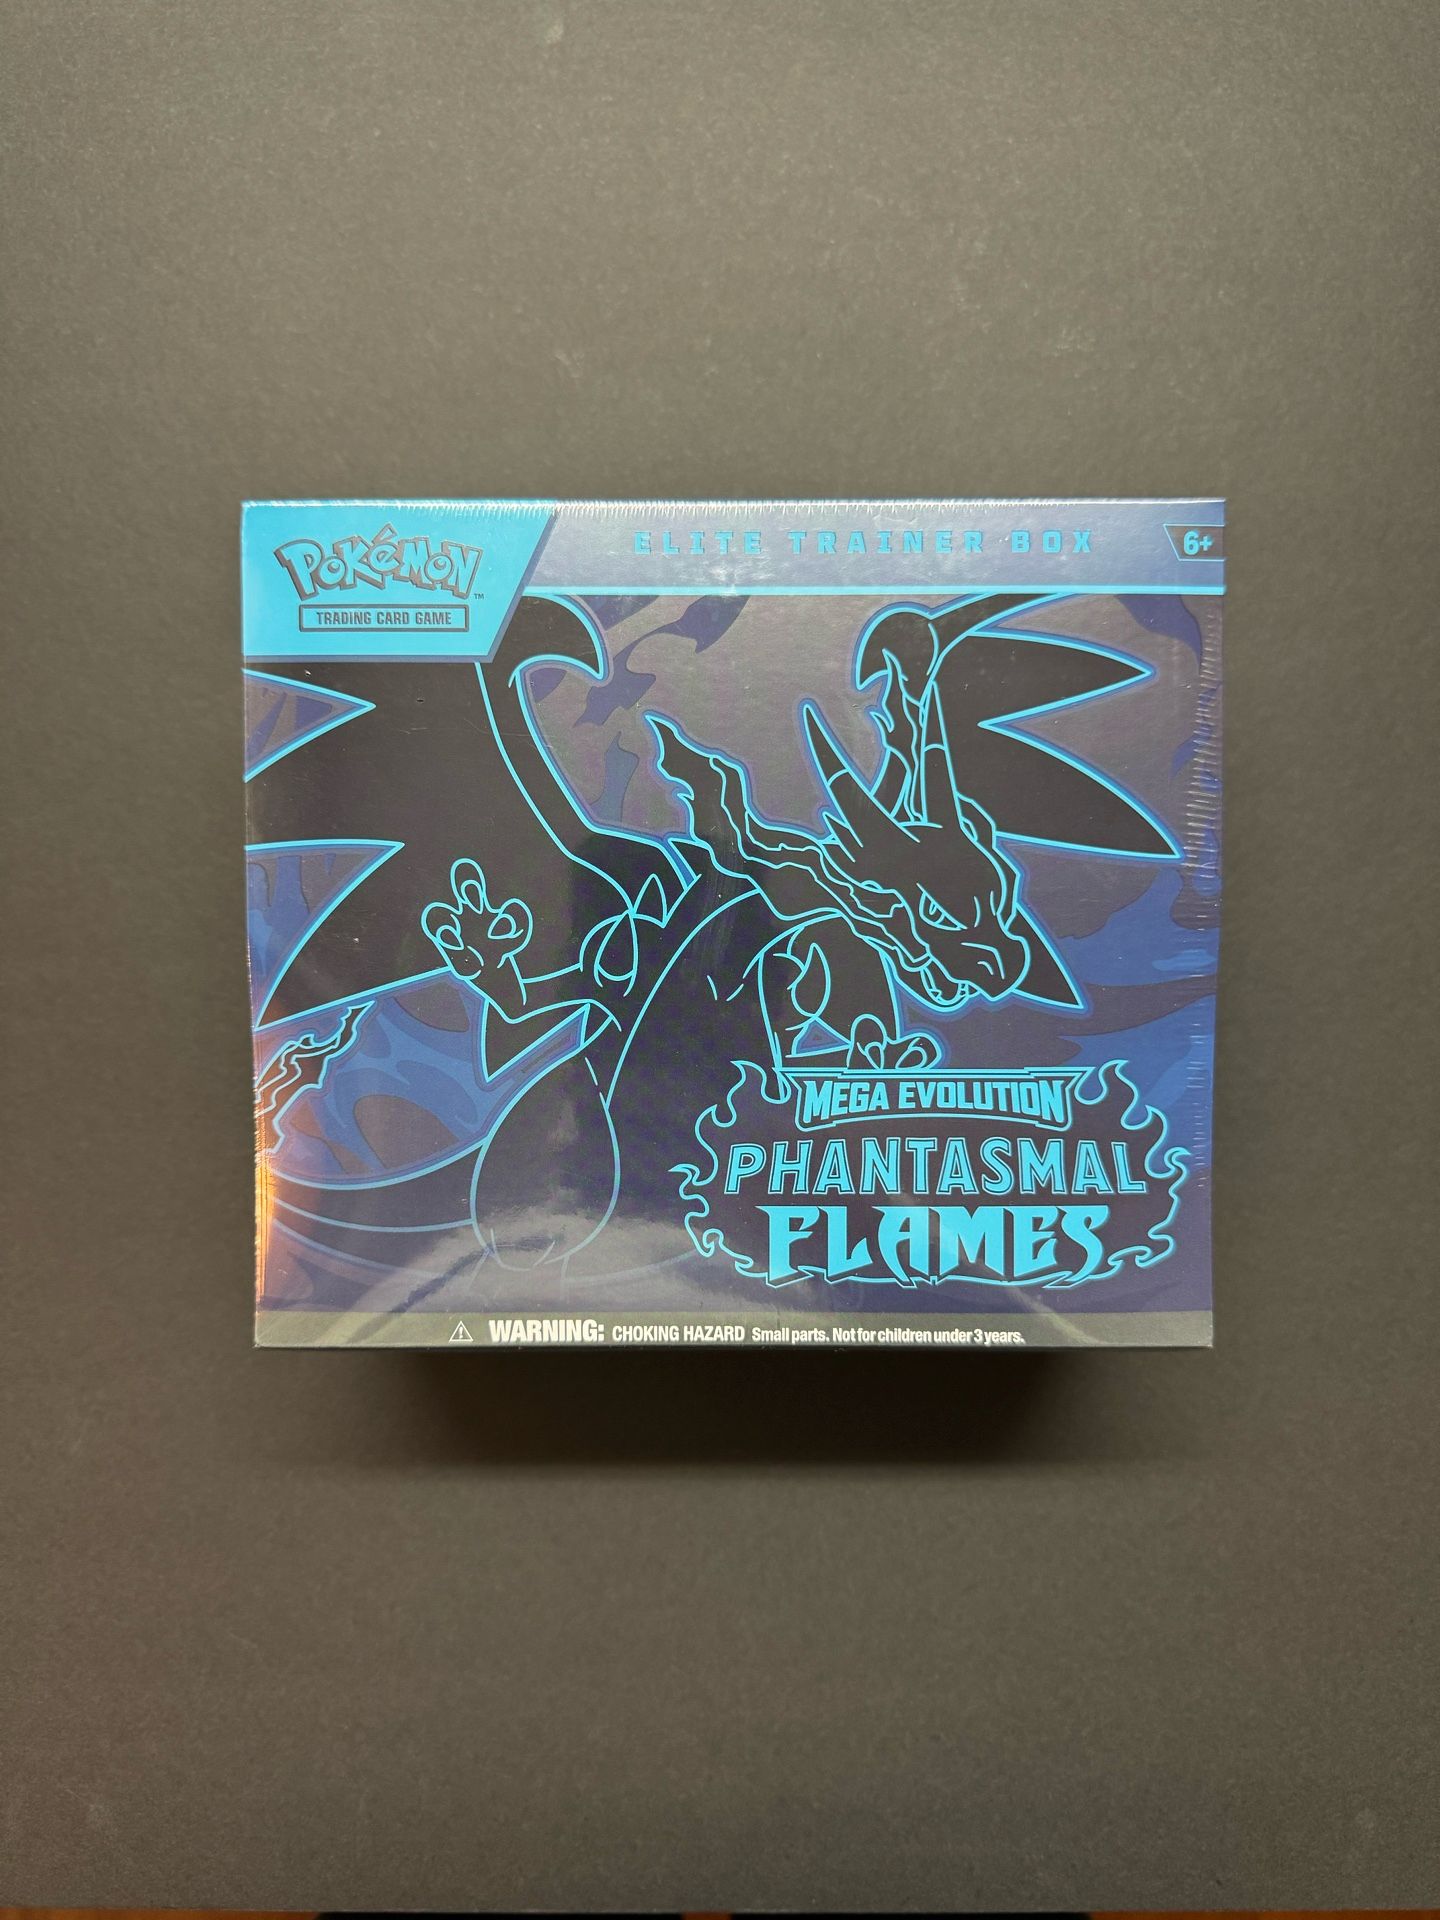 POKéMON™
TRADING CARD GAME
ELITE TRAINER BOX
6+
MEGA EVOLUTION
PHANTASMAL
FLAMES
WARNING: CHOKING HAZARD Small parts. Not for children under 3 years.